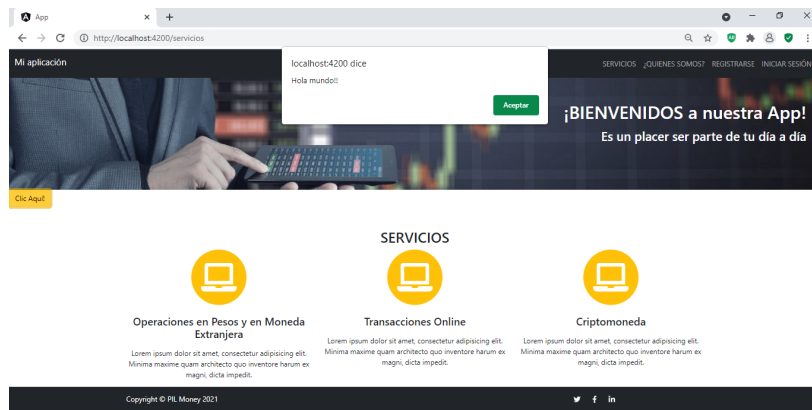 App
http://localhost:4200/servicios
Mi aplicación
SERVICIOS ¿QUIENES SOMOS? REGISTRARSE INICIAR SESIÓN
localhost:4200 dice
Hola mundo!!
Aceptar
¡BIENVENIDOS a nuestra App!
Es un placer ser parte de tu día a día
Clic Aquí!
SERVICIOS
Operaciones en Pesos y en Moneda
Extranjera
Lorem ipsum dolor sit amet, consectetur adipisicing elit.
Minima maxime quam architecto quo inventore harum ex
magni, dicta impedit.
Transacciones Online
Lorem ipsum dolor sit amet, consectetur adipisicing elit.
Minima maxime quam architecto quo inventore harum ex
magni, dicta impedit.
Criptomoneda
Lorem ipsum dolor sit amet, consectetur adipisicing elit.
Minima maxime quam architecto quo inventore harum ex
magni, dicta impedit.
Copyright © PIL Money 2021